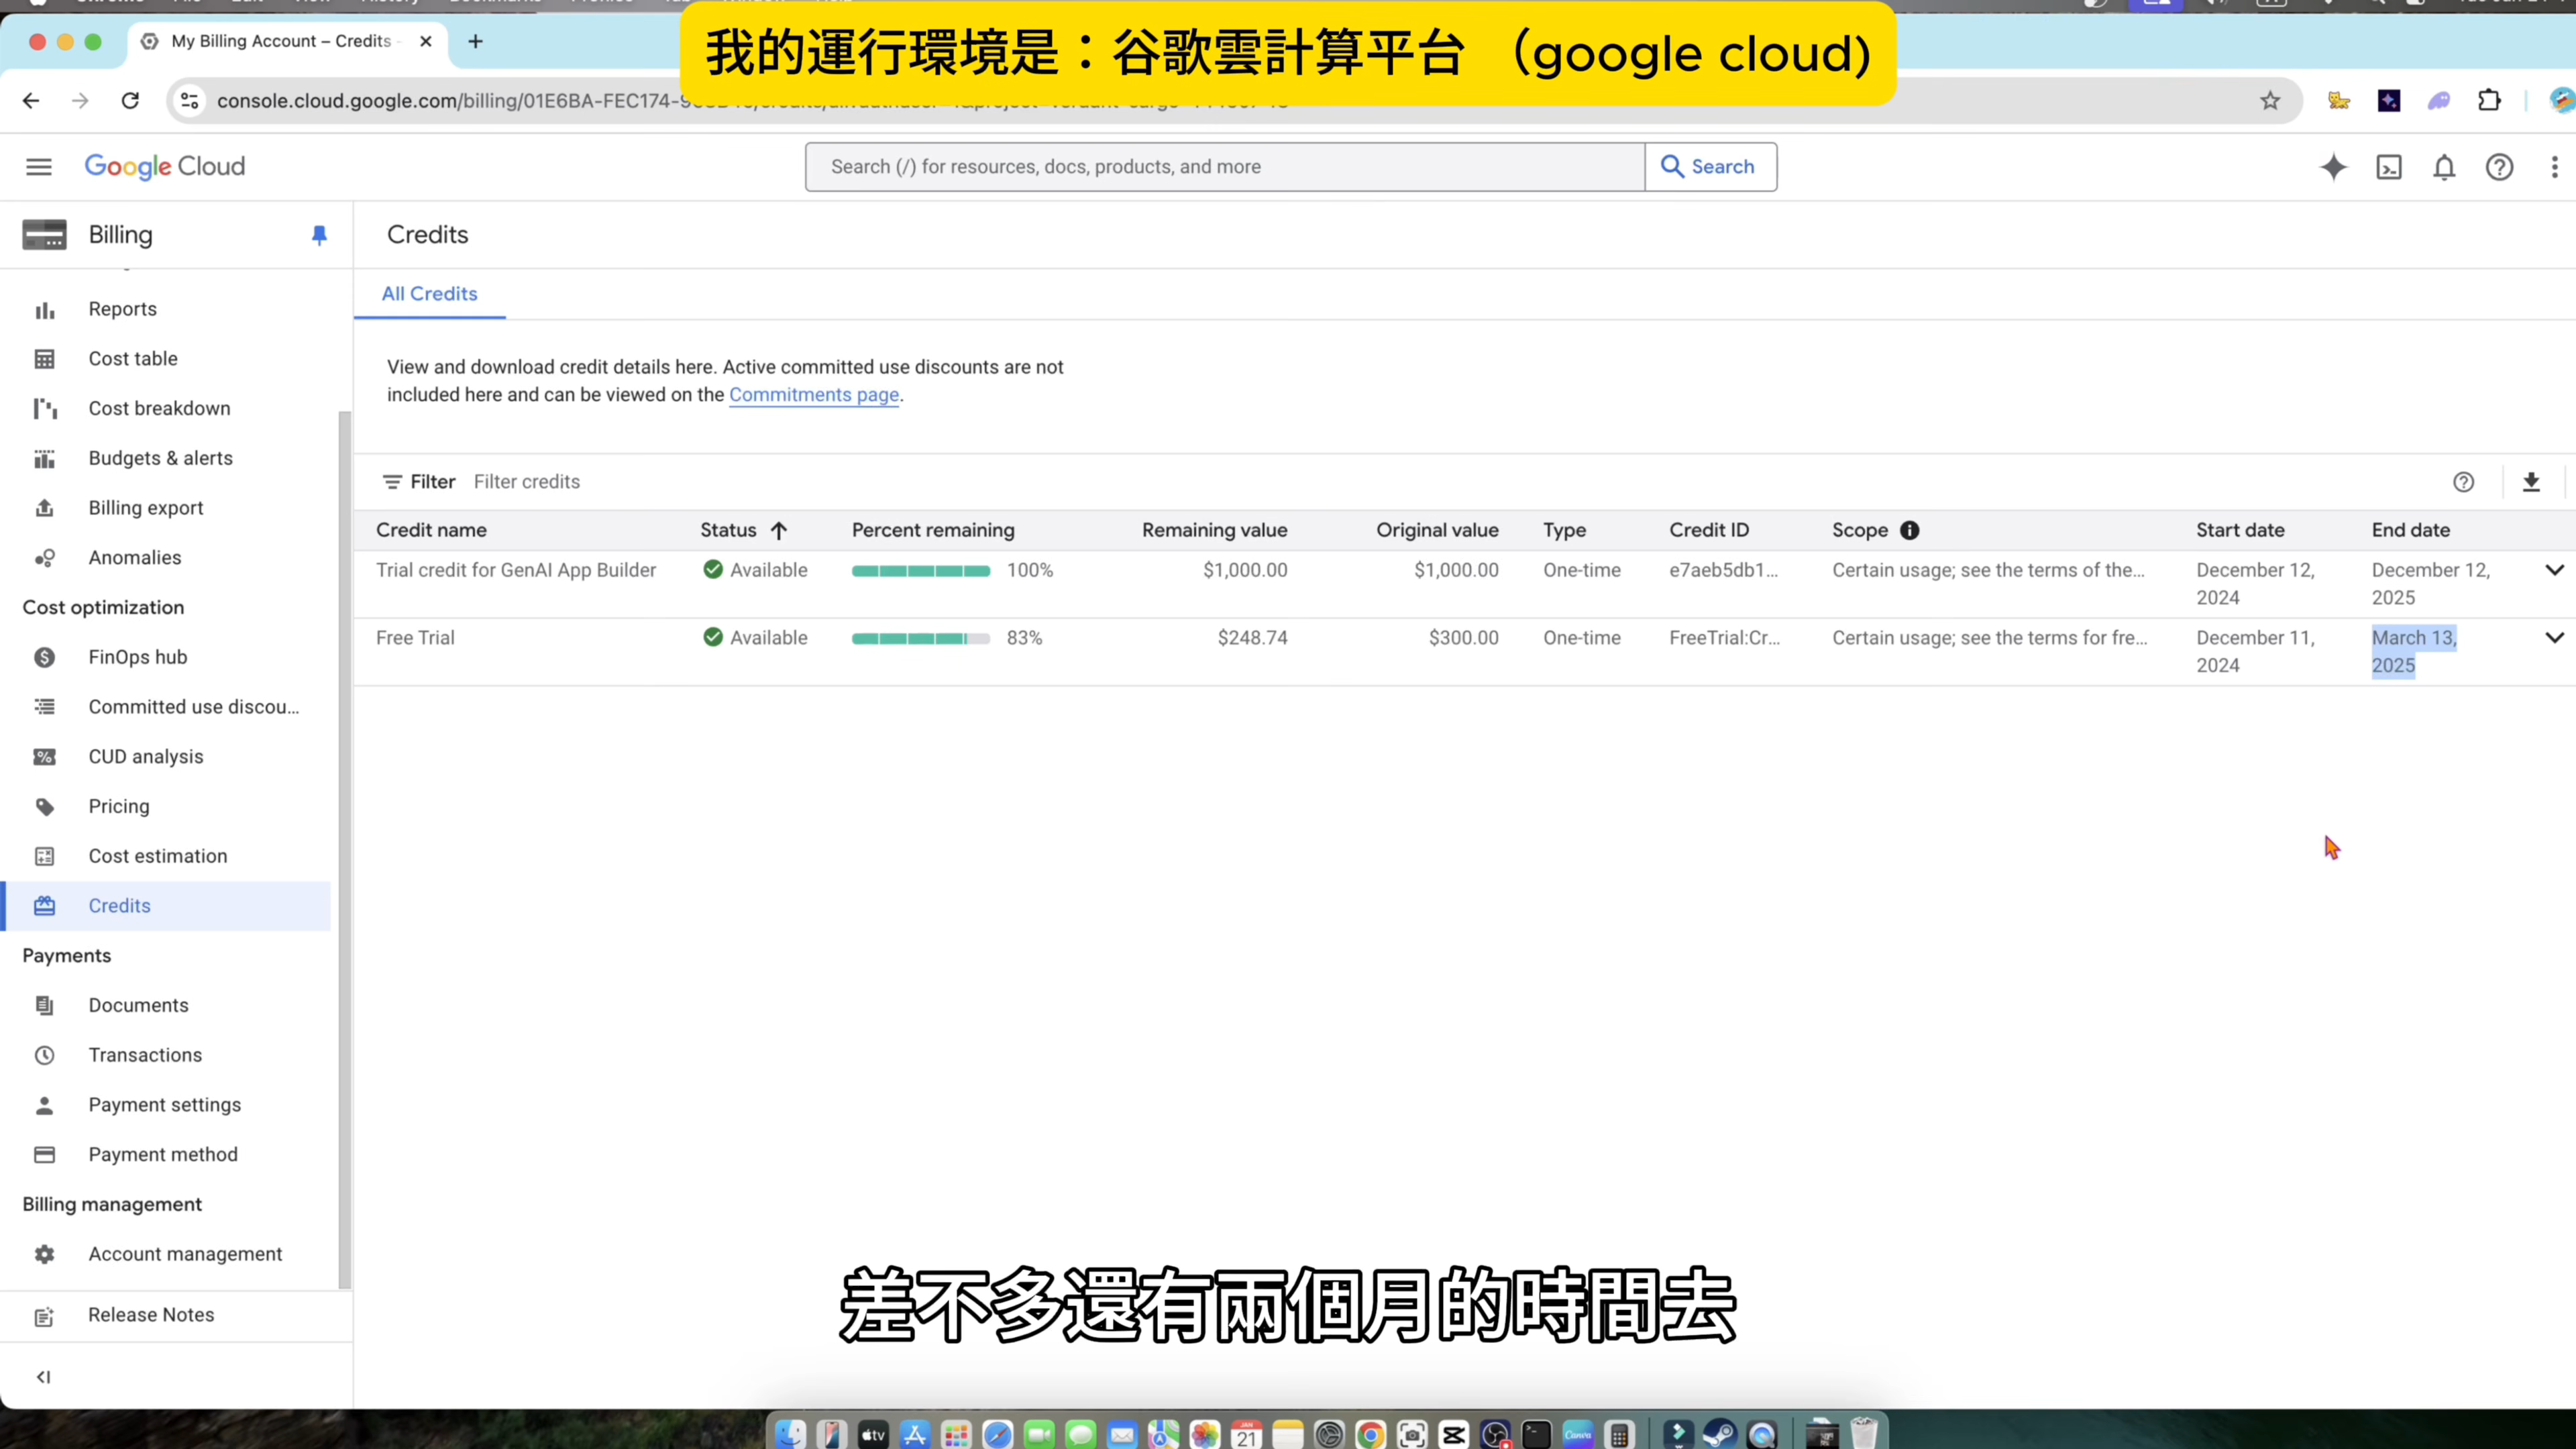 我的運行環境是：谷歌雲計算平台 （google cloud)
My Billing Account – Credits -
console.cloud.google.com/billing/01E6BA-FEC174-
Google Cloud
Search (/) for resources, docs, products, and more
Search
Billing
Credits
Reports
Cost table
Cost breakdown
Budgets & alerts
Billing export
Anomalies
Cost optimization
FinOps hub
Committed use discou...
CUD analysis
Pricing
Cost estimation
Credits
Payments
Documents
Transactions
Payment settings
Payment method
Billing management
Account management
Release Notes
All Credits
View and download credit details here. Active committed use discounts are not
included here and can be viewed on the Commitments page.
Filter Filter credits
Credit name Status Percent remaining Remaining value Original value Type Credit ID Scope Start date End date
Trial credit for GenAI App Builder Available 100% $1,000.00 $1,000.00 One-time e7aeb5db1... Certain usage; see the terms of the... December 12, 2024 December 12, 2025
Free Trial Available 83% $248.74 $300.00 One-time FreeTrial:Cr... Certain usage; see the terms for fre... December 11, 2024 March 13, 2025
差不多還有兩個月的時間去
tv
JAN
21
Canva